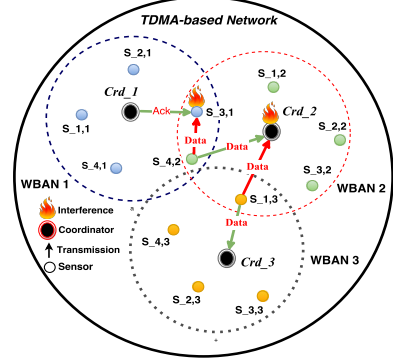 TDMA-based Network
S_2,1
Crd_1
Ack
S_3,1
S_1,1
S_4,1
S_1,2
Crd_2
S_2,2
Data
Data
S_4,2
Data
S_3,2
WBAN 1
WBAN 2
S_1,3
Interference
Coordinator
Transmission
Sensor
Data
S_4,3
Crd_3
WBAN 3
S_2,3
S_3,3